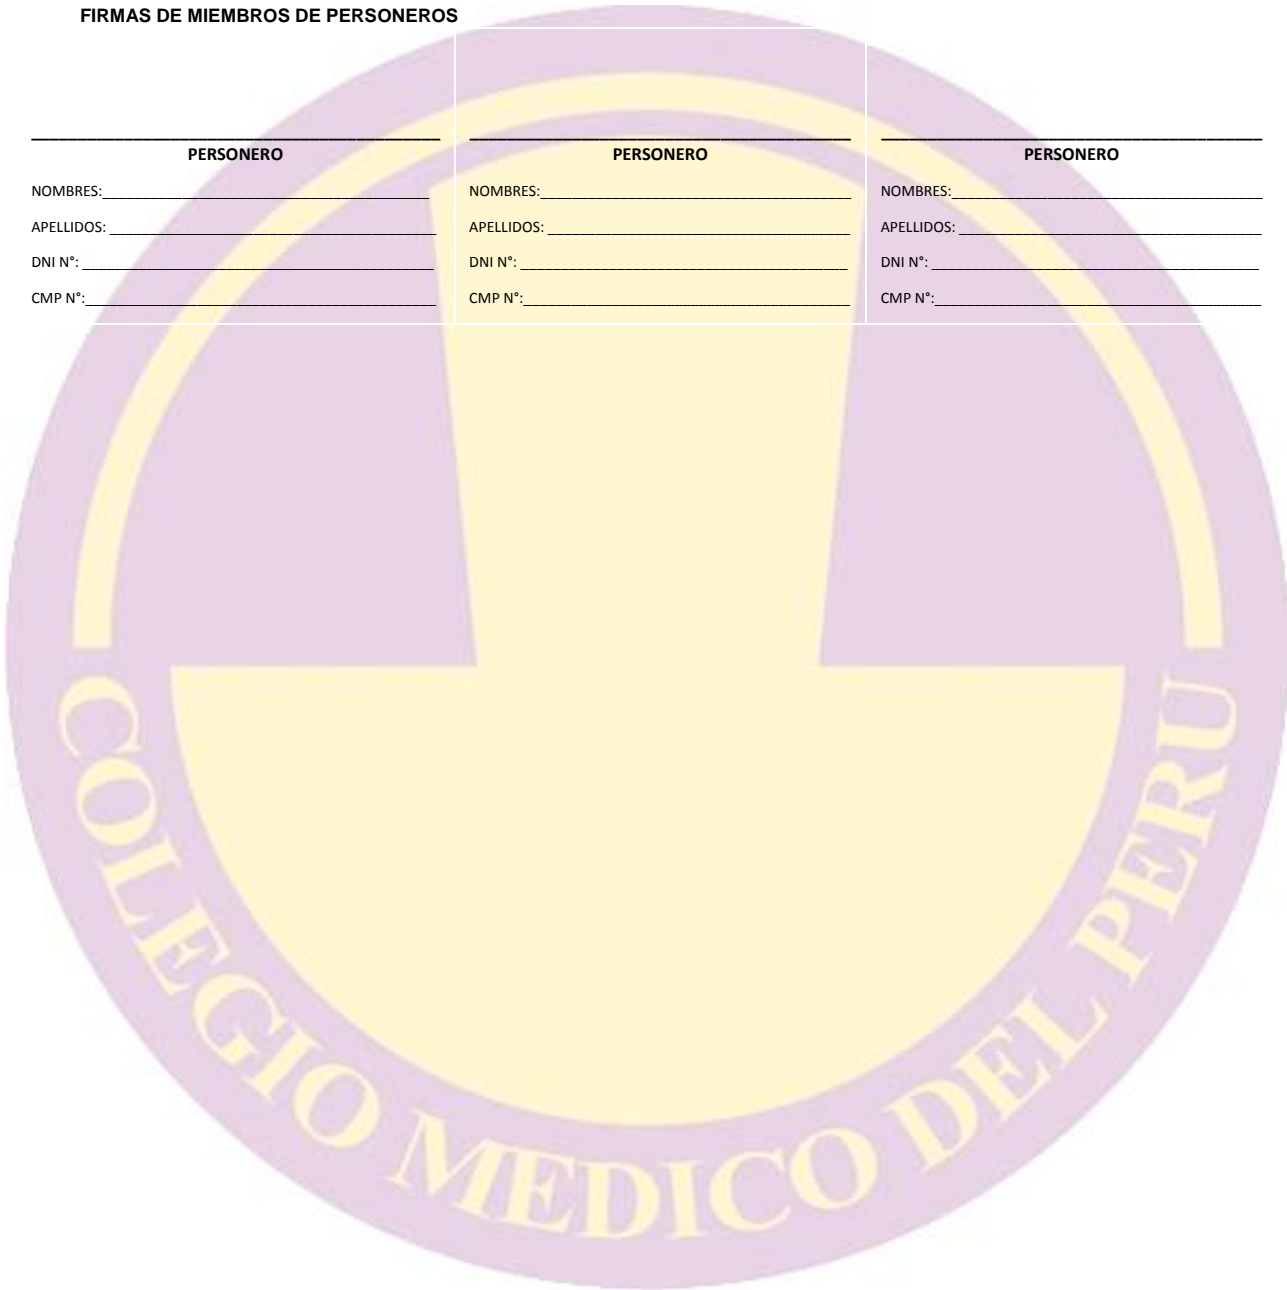 FIRMAS DE MIEMBROS DE PERSONEROS
PERSONERO
NOMBRES:
APELLIDOS:
DNI N°:
CMP N°:
PERSONERO
NOMBRES:
APELLIDOS:
DNI N°:
CMP N°:
PERSONERO
NOMBRES:
APELLIDOS:
DNI N°:
CMP N°:
COLEGIO MEDICO DEL PERU